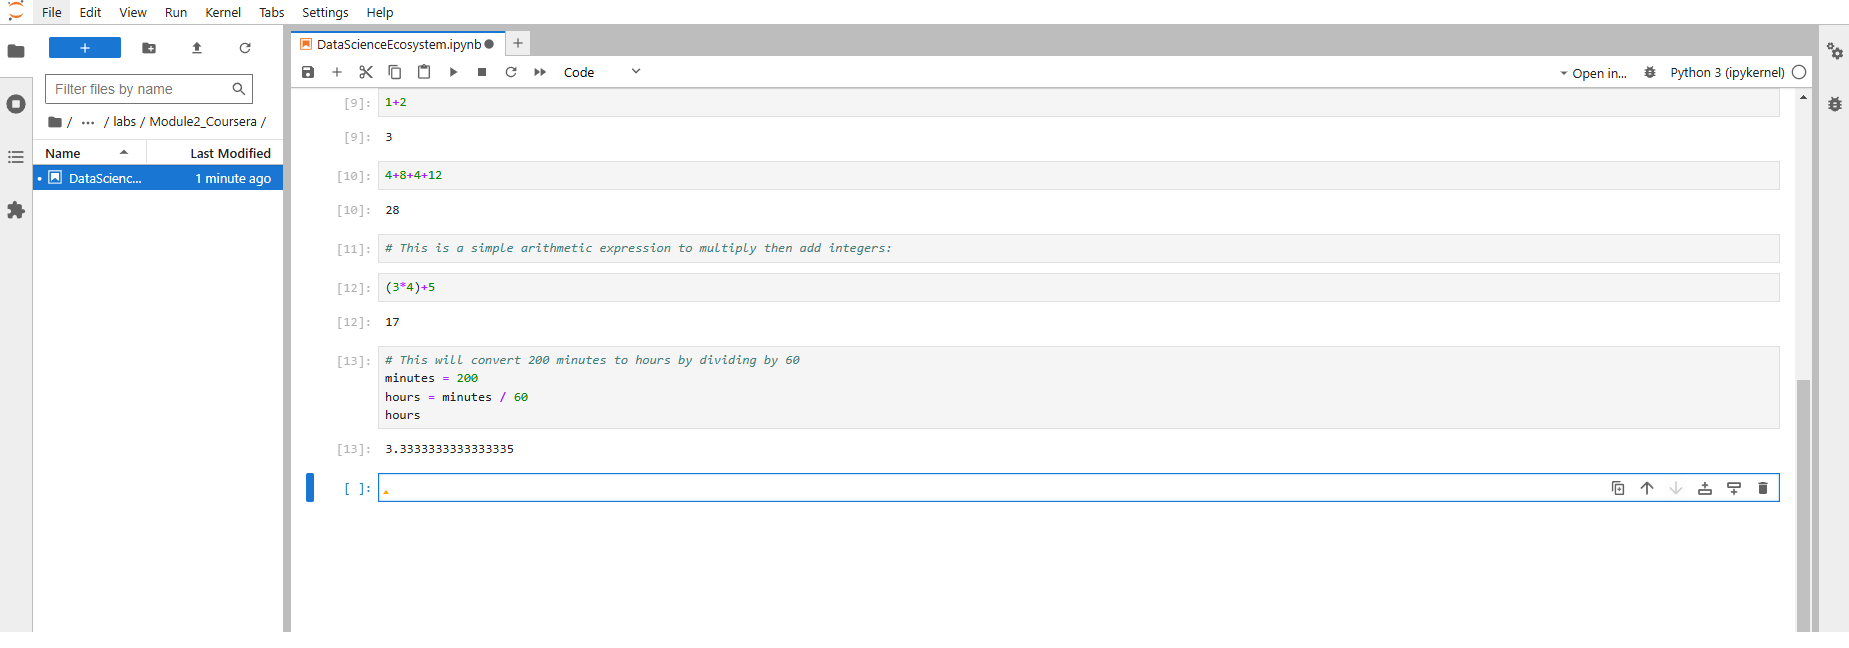 File Edit View Run Kernel Tabs Settings Help
+
Filter files by name
/ ... / labs / Module2_Coursera /
Name Last Modified
DataScienc... 1 minute ago
DataScienceEcosystem.ipynb +
Code Open in... Python 3 (ipykernel)
[9]: 1+2
[9]: 3
[10]: 4+8+4+12
[10]: 28
[11]: # This is a simple arithmetic expression to multiply then add integers:
[12]: (3*4)+5
[12]: 17
[13]: # This will convert 200 minutes to hours by dividing by 60
minutes = 200
hours = minutes / 60
hours
[13]: 3.3333333333333335
[ ]: